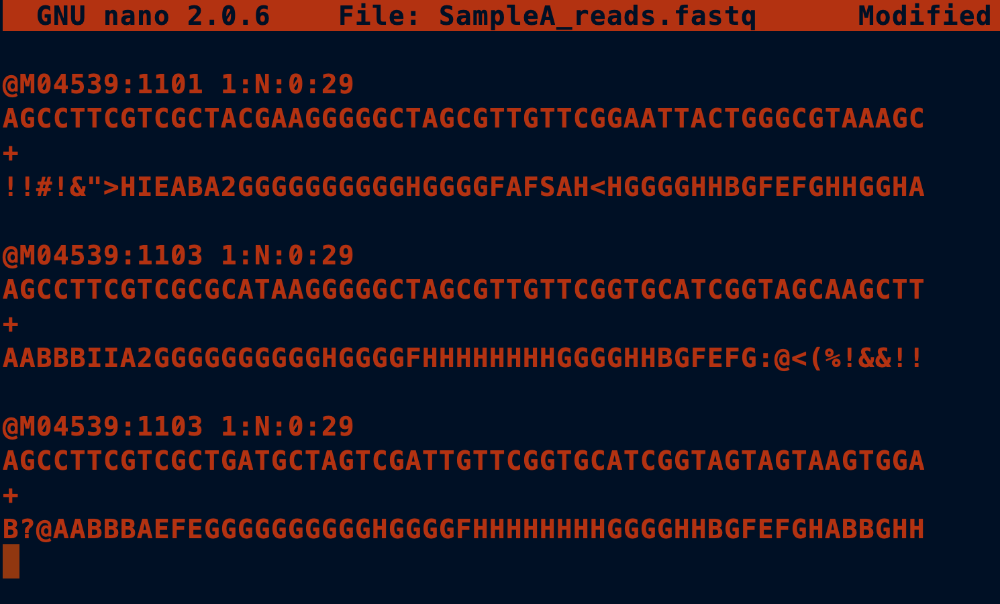 GNU nano 2.0.6 File: SampleA_reads.fastq Modified
@M04539:1101 1:N:0:29
AGCCTTCGTCGCTACGAAGGGGGCTAGCGTTGTTCGGAATTACTGGGCGTAAAGC
+
!!#!&">HIEABA2GGGGGGGGGGHGGGGFAFSAH<HGGGGHHBGFEFGHHGGHA
@M04539:1103 1:N:0:29
AGCCTTCGTCGCGCATAAGGGGGCTAGCGTTGTTCGGTGCATCGGTAGCAAGCTT
+
AABBBIIA2GGGGGGGGGGHGGGGFHHHHHHHHGGGGHHBGFEFG:@<(%!&&!!
@M04539:1103 1:N:0:29
AGCCTTCGTCGCTGATGCTAGTCGATTGTTCGGTGCATCGGTAGTAGTAAGTGGA
+
B?@AABBBAEFEGGGGGGGGGGHGGGGFHHHHHHHHGGGGHHBGFEFGHABBGHH